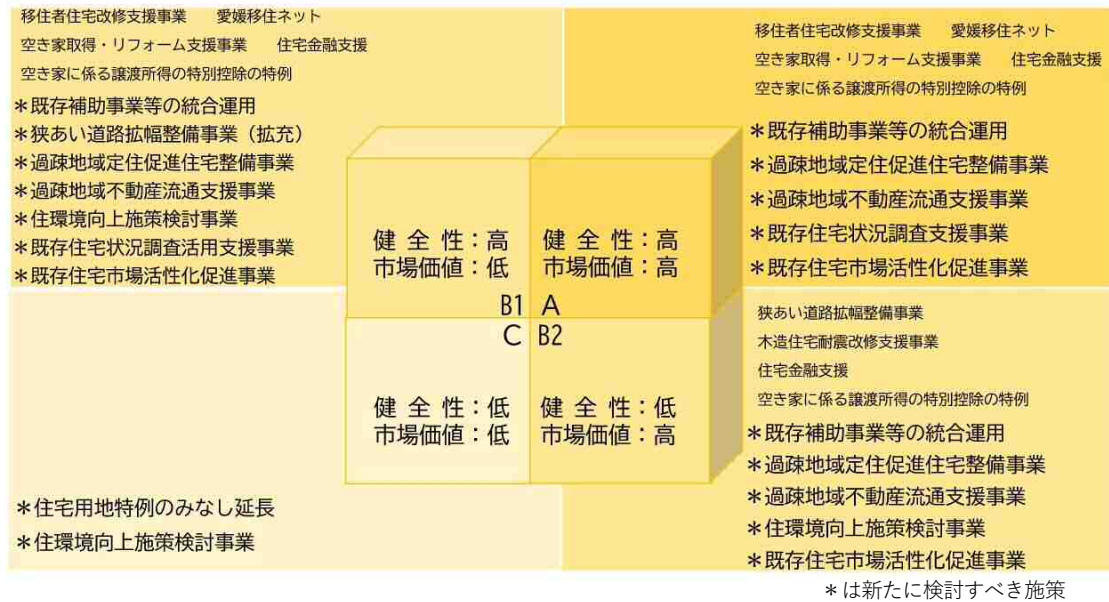 移住者住宅改修支援事業　愛媛移住ネット
空き家取得・リフォーム支援事業　住宅金融支援
空き家に係る譲渡所得の特別控除の特例
＊既存補助事業等の統合運用
＊狭あい道路拡幅整備事業（拡充）
＊過疎地域定住促進住宅整備事業
＊過疎地域不動産流通支援事業
＊住環境向上施策検討事業
＊既存住宅状況調査活用支援事業
＊既存住宅市場活性化促進事業
移住者住宅改修支援事業　愛媛移住ネット
空き家取得・リフォーム支援事業　住宅金融支援
空き家に係る譲渡所得の特別控除の特例
＊既存補助事業等の統合運用
＊過疎地域定住促進住宅整備事業
＊過疎地域不動産流通支援事業
＊既存住宅状況調査支援事業
＊既存住宅市場活性化促進事業
健 全 性：高
市場価値：低
B1
健 全 性：高
市場価値：高
A
C
健 全 性：低
市場価値：低
B2
健 全 性：低
市場価値：高
＊住宅用地特例のみなし延長
＊住環境向上施策検討事業
狭あい道路拡幅整備事業
木造住宅耐震改修支援事業
住宅金融支援
空き家に係る譲渡所得の特別控除の特例
＊既存補助事業等の統合運用
＊過疎地域定住促進住宅整備事業
＊過疎地域不動産流通支援事業
＊住環境向上施策検討事業
＊既存住宅市場活性化促進事業
＊は新たに検討すべき施策